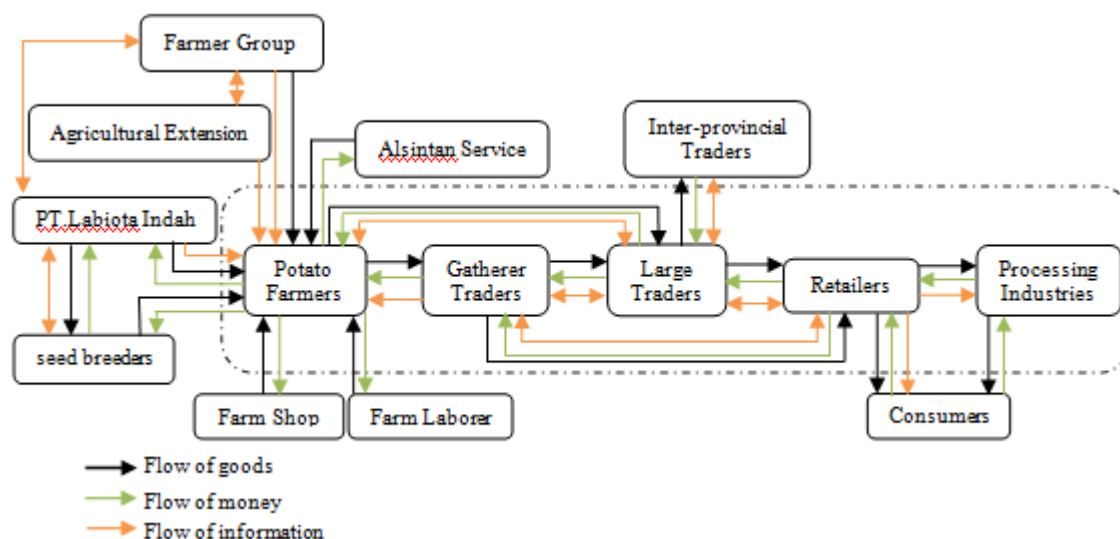 Farmer Group
Agricultural Extension
Alsintan Service
Inter-provincial
Traders
PT.Labiota Indah
Potato
Farmers
Gatherer
Traders
Large
Traders
Retailers
Processing
Industries
seed breeders
Farm Shop
Farm Laborer
Consumers
Flow of goods
Flow of money
Flow of information